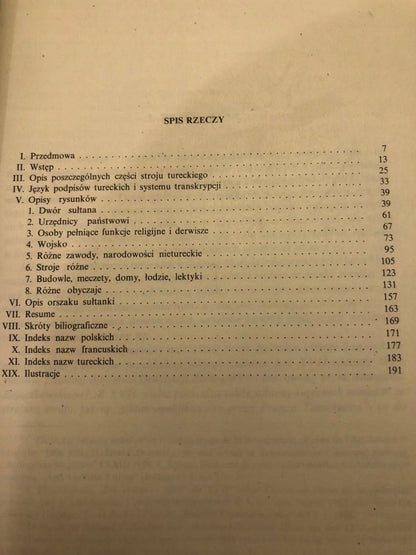 SPIS RZECZY
I. Przedmowa . . . 7
II. Wstęp . . . 13
III. Opis poszczególnych części stroju tureckiego . . . 25
IV. Język podpisów tureckich i systemu transkrypcji . . . 33
V. Opisy rysunków . . . 39
1. Dwór sułtana . . . 39
2. Urzędnicy państwowi . . . 61
3. Osoby pełniące funkcje religijne i derwisze . . . 67
4. Wojsko . . . 73
5. Różne zawody, narodowości nietureckie . . . 95
6. Stroje różne . . . 105
7. Budowle, meczety, domy, łodzie, lektyki . . . 123
8. Różne obyczaje . . . 131
VI. Opis orszaku sułtanki . . . 157
VII. Resume . . . 163
VIII. Skróty biliograficzne . . . 169
IX. Indeks nazw polskich . . . 171
X. Indeks nazw francuskich . . . 177
XI. Indeks nazw tureckich . . . 183
XIX. Ilustracje . . . 191